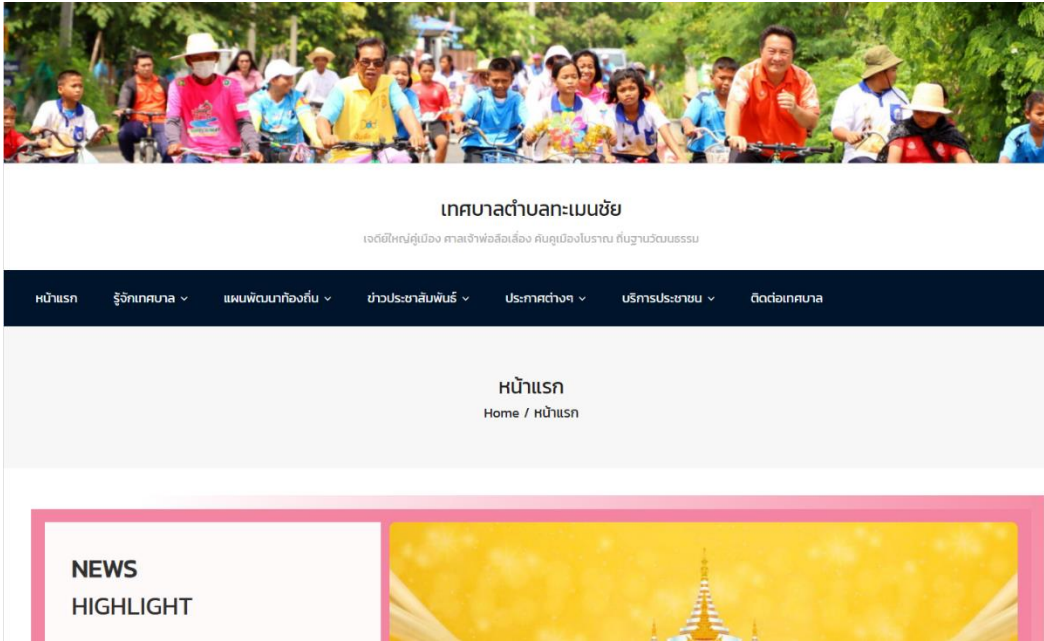 เทศบาลตำบลทะเมนชัย
เจดีย์ใหญ่คู่เมือง ศาลเจ้าพ่อลือเลื่อง คันคูเมืองโบราณ ถิ่นฐานวัฒนธรรม
หน้าแรก รู้จักเทศบาล แผนพัฒนาท้องถิ่น ข่าวประชาสัมพันธ์ ประกาศต่างๆ บริการประชาชน ติดต่อเทศบาล
หน้าแรก
Home / หน้าแรก
NEWS
HIGHLIGHT